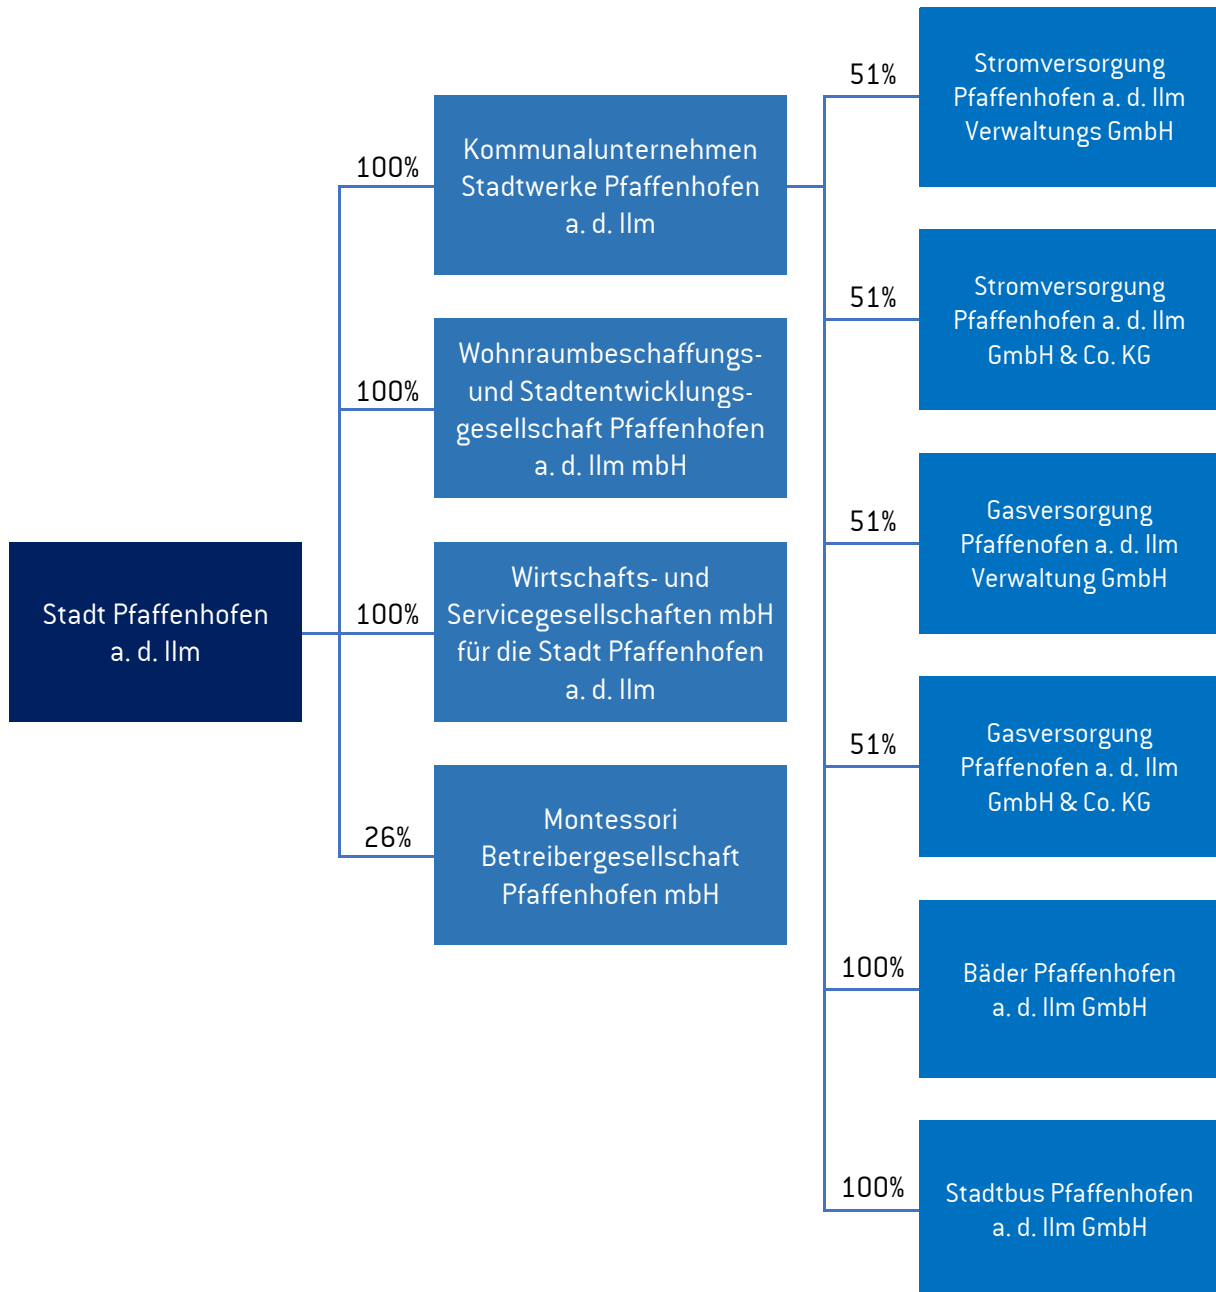 Stadt Pfaffenhofen
a. d. Ilm
100%
Kommunalunternehmen
Stadtwerke Pfaffenhofen
a. d. Ilm
100%
Wohnraumbeschaffungs-
und Stadtentwicklungs-
gesellschaft Pfaffenhofen
a. d. Ilm mbH
100%
Wirtschafts- und
Servicegesellschaften mbH
für die Stadt Pfaffenhofen
a. d. Ilm
26%
Montessori
Betreibergesellschaft
Pfaffenhofen mbH
51%
Stromversorgung
Pfaffenhofen a. d. Ilm
Verwaltungs GmbH
51%
Stromversorgung
Pfaffenhofen a. d. Ilm
GmbH & Co. KG
51%
Gasversorgung
Pfaffenofen a. d. Ilm
Verwaltung GmbH
51%
Gasversorgung
Pfaffenofen a. d. Ilm
GmbH & Co. KG
100%
Bäder Pfaffenhofen
a. d. Ilm GmbH
100%
Stadtbus Pfaffenhofen
a. d. Ilm GmbH